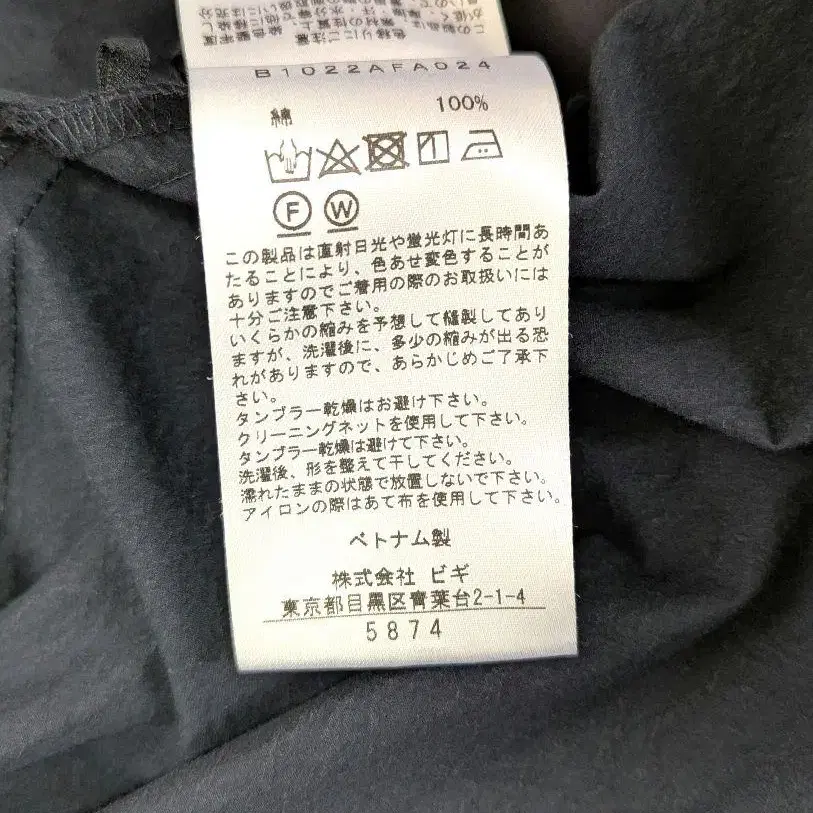 B1022AFA024
綿 100%
F W
この製品は直射日光や蛍光灯に長時間あ
たることにより、色あせ変色することが
ありますのでご着用の際のお取扱いには
十分ご注意下さい。
いくらかの縮みを予想して縫製してあり
ますが、洗濯後に、多少の縮みが出る恐
れがありますので、あらかじめご了承下
さい。
タンブラー乾燥はお避け下さい。
クリーニングネットを使用して下さい。
タンブラー乾燥は避けて下さい。
洗濯後、形を整えて干してください。
濡れたままの状態で放置しないで下さい。
アイロンの際はあて布を使用して下さい。
ベトナム製
株式会社 ビギ
東京都目黒区青葉台2-1-4
5874